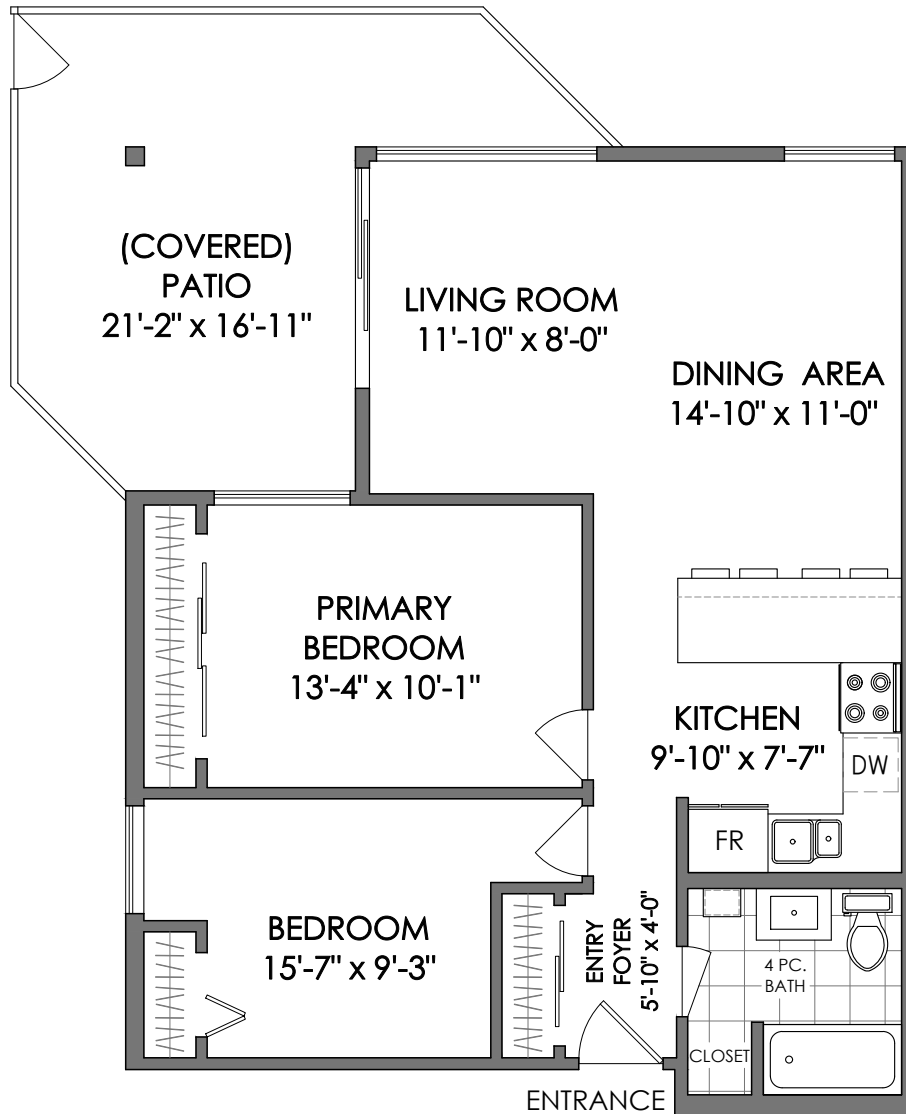 (COVERED)
PATIO
21'-2" x 16'-11"
LIVING ROOM
11'-10" x 8'-0"
DINING AREA
14'-10" x 11'-0"
PRIMARY
BEDROOM
13'-4" x 10'-1"
KITCHEN
9'-10" x 7'-7"
DW
FR
BEDROOM
15'-7" x 9'-3"
ENTRY
FOYER
5'-10" x 4'-0"
4 PC.
BATH
CLOSET
ENTRANCE